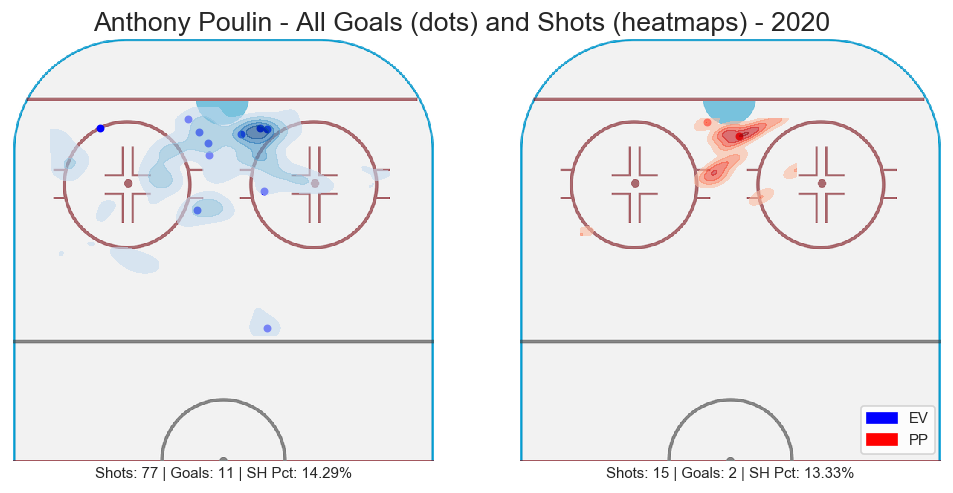 Anthony Poulin - All Goals (dots) and Shots (heatmaps) - 2020
EV
PP
Shots: 77 | Goals: 11 | SH Pct: 14.29%
Shots: 15 | Goals: 2 | SH Pct: 13.33%